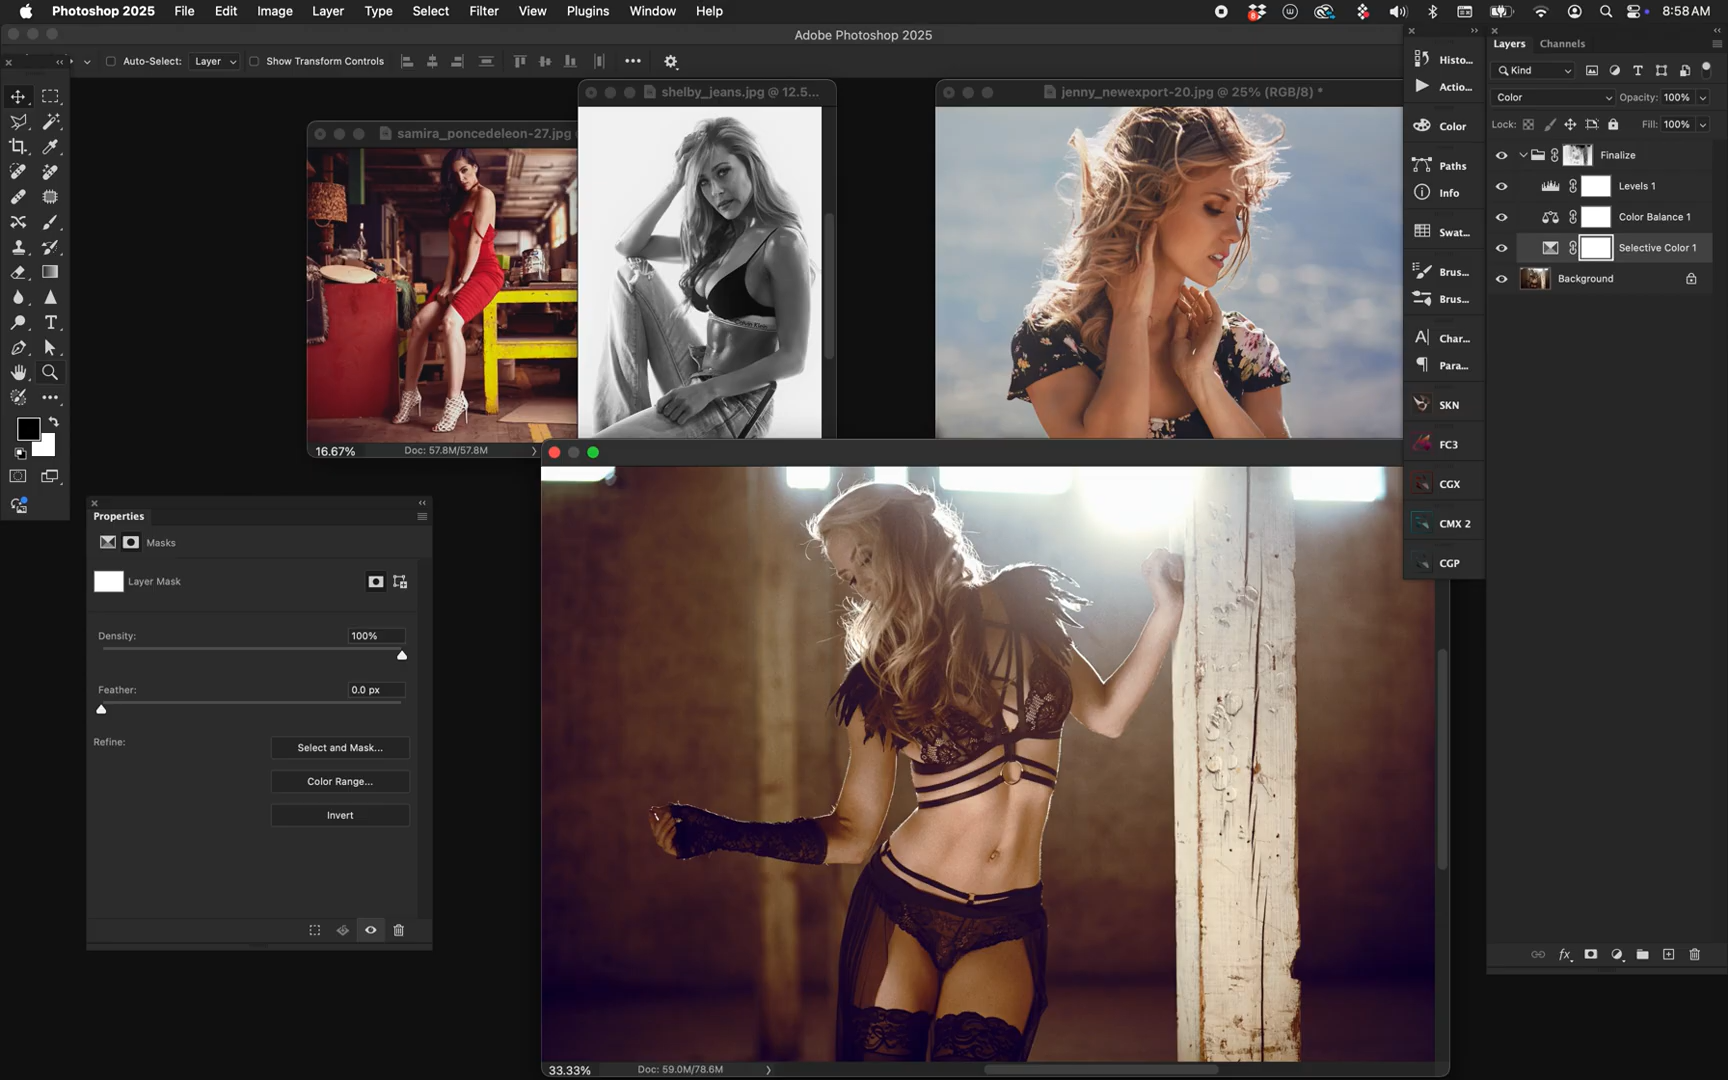 Photoshop 2025 File Edit Image Layer Type Select Filter View Plugins Window Help 8:58 AM
Adobe Photoshop 2025
Auto-Select: Layer Show Transform Controls
shelby_jeans.jpg @ 12.5...
jenny_newexport-20.jpg @ 25% (RGB/8) *
samira_poncedeleon-27.jpg
16.67% Doc: 57.8M/57.8M
Properties
Masks
Layer Mask
Density: 100%
Feather: 0.0 px
Refine: Select and Mask...
Color Range...
Invert
33.33% Doc: 59.0M/78.6M
Histo...
Actio...
Color
Paths
Info
Swat...
Brus...
Brus...
Char...
Para...
SKN
FC3
CGX
CMX 2
CGP
Layers Channels
Kind
Color Opacity: 100%
Lock: Fill: 100%
Finalize
Levels 1
Color Balance 1
Selective Color 1
Background
fx